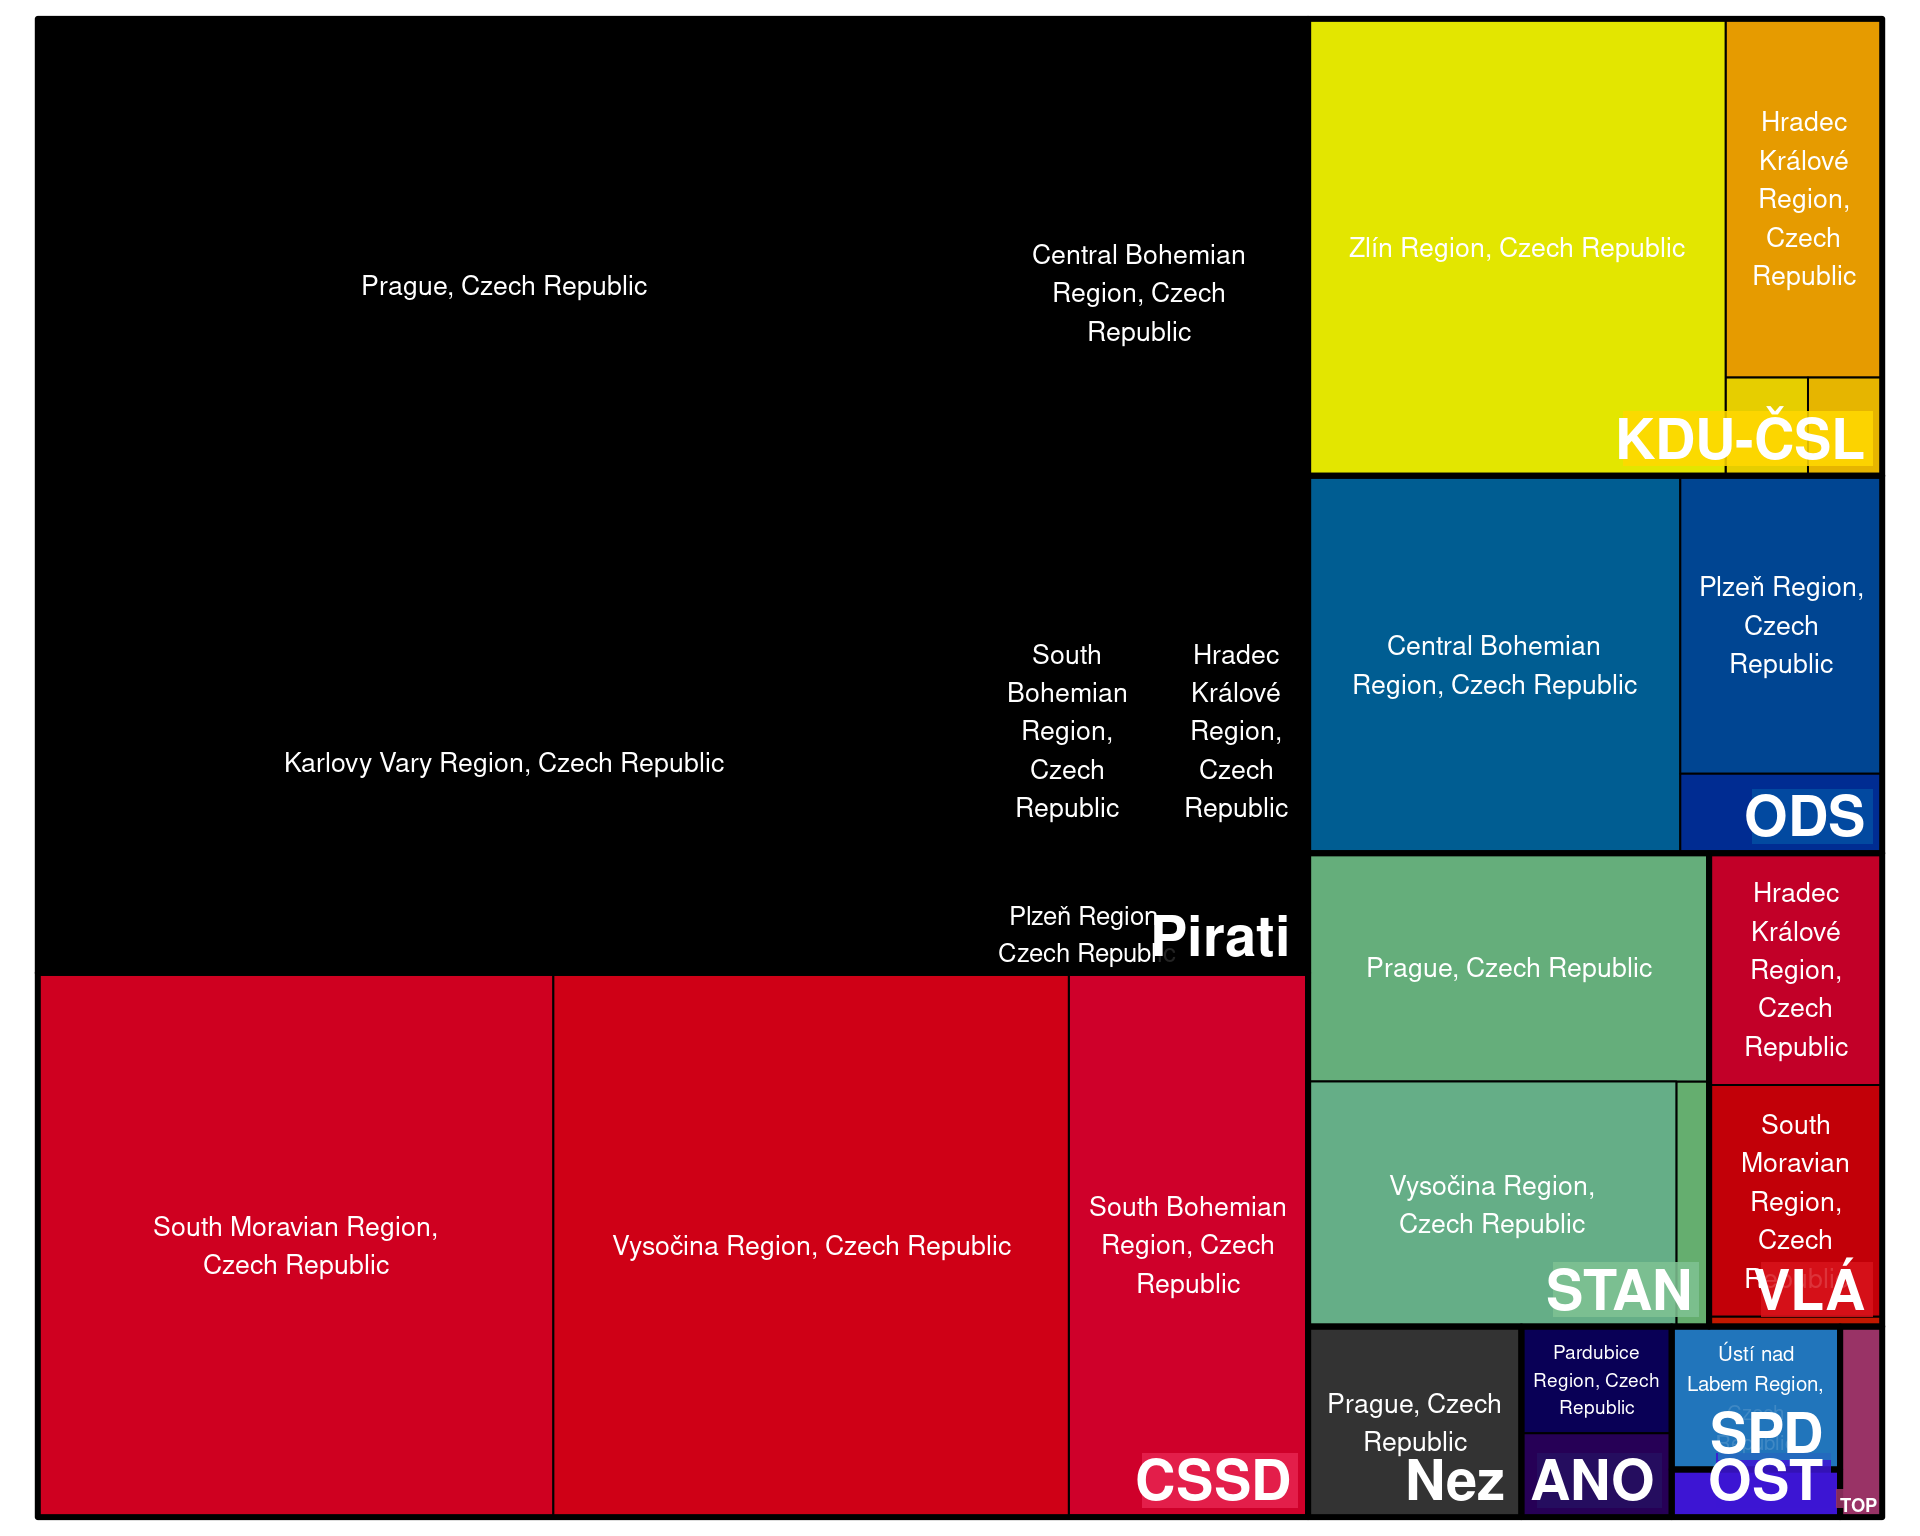 Prague, Czech Republic
Central Bohemian
Region, Czech
Republic
Karlovy Vary Region, Czech Republic
South
Bohemian
Region,
Czech
Republic
Hradec
Králové
Region,
Czech
Republic
Plzeň Region,
Czech Republic
Pirati
South Moravian Region,
Czech Republic
Vysočina Region, Czech Republic
South Bohemian
Region, Czech
Republic
CSSD
Zlín Region, Czech Republic
Hradec
Králové
Region,
Czech
Republic
KDU-ČSL
Central Bohemian
Region, Czech Republic
Plzeň Region,
Czech
Republic
ODS
Prague, Czech Republic
Vysočina Region,
Czech Republic
STAN
Hradec
Králové
Region,
Czech
Republic
South
Moravian
Region,
Czech
Republic
VLÁ
Prague, Czech
Republic
Nez
Pardubice
Region, Czech
Republic
ANO
Ústí nad
Labem Region,
Czech
SPD
OST
TOP